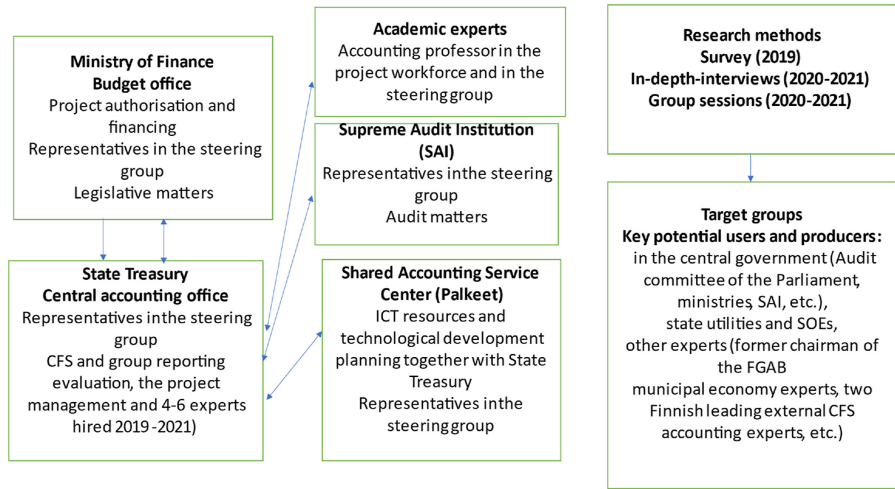 Ministry of Finance
Budget office
Project authorisation and
financing
Representatives in the steering
group
Legislative matters
State Treasury
Central accounting office
Representatives inthe steering
group
CFS and group reporting
evaluation, the project
management and 4-6 experts
hired 2019-2021)
Academic experts
Accounting professor in the
project workforce and in the
steering group
Supreme Audit Institution
(SAI)
Representatives in the steering
group
Audit matters
Shared Accounting Service
Center (Palkeet)
ICT resources and
technological development
planning together with State
Treasury
Representatives in the
steering group
Research methods
Survey (2019)
In-depth-interviews (2020-2021)
Group sessions (2020-2021)
Target groups
Key potential users and producers:
in the central government (Audit
committee of the Parliament,
ministries, SAI, etc.),
state utilities and SOEs,
other experts (former chairman of
the FGAB
municipal economy experts, two
Finnish leading external CFS
accounting experts, etc.)